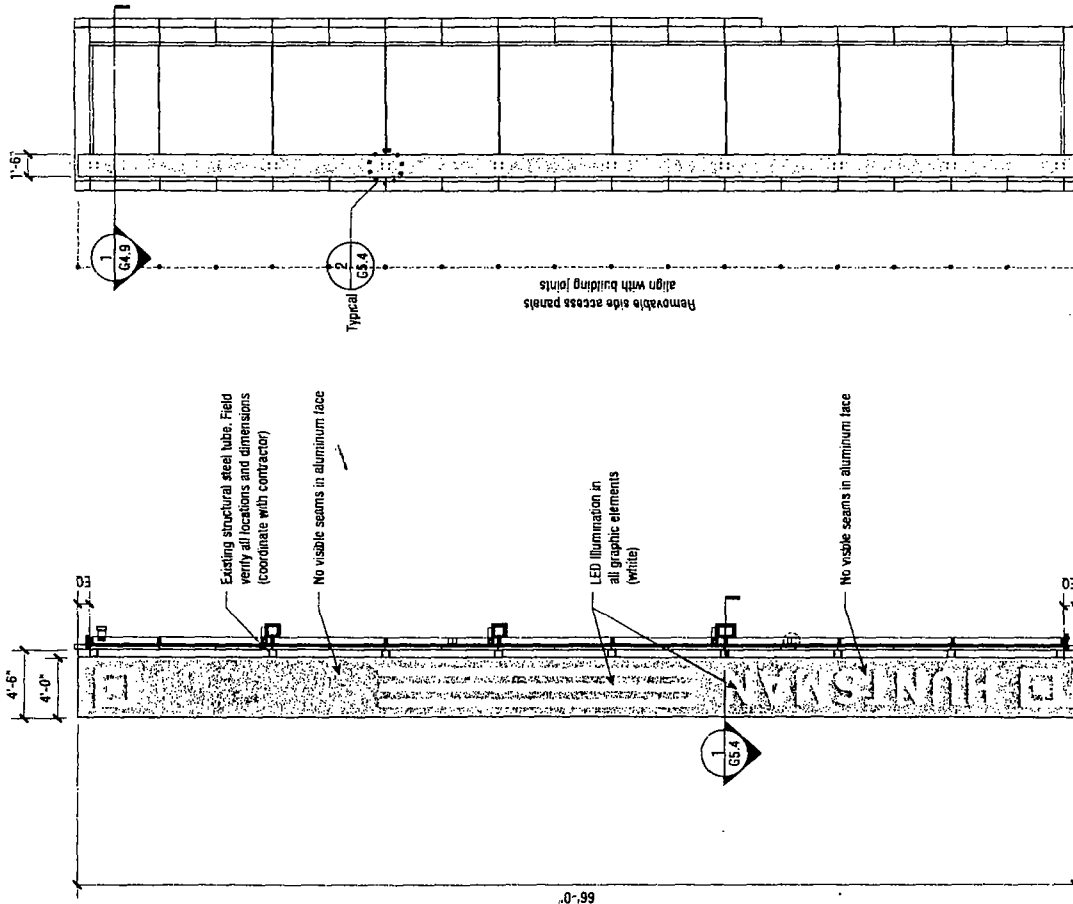 1'-6"
1
G4.9
2
G5.4
Typical
Removable side access panels
align with building joints
Existing structural steel tube. Field
verify all locations and dimensions
(coordinate with contractor)
No visible seams in aluminum face
EQ
4'-6"
4'-0"
LED Illumination in
all graphic elements
(white)
No visible seams in aluminum face
HUNTSMAN
1
G5.4
EQ
66'-0"